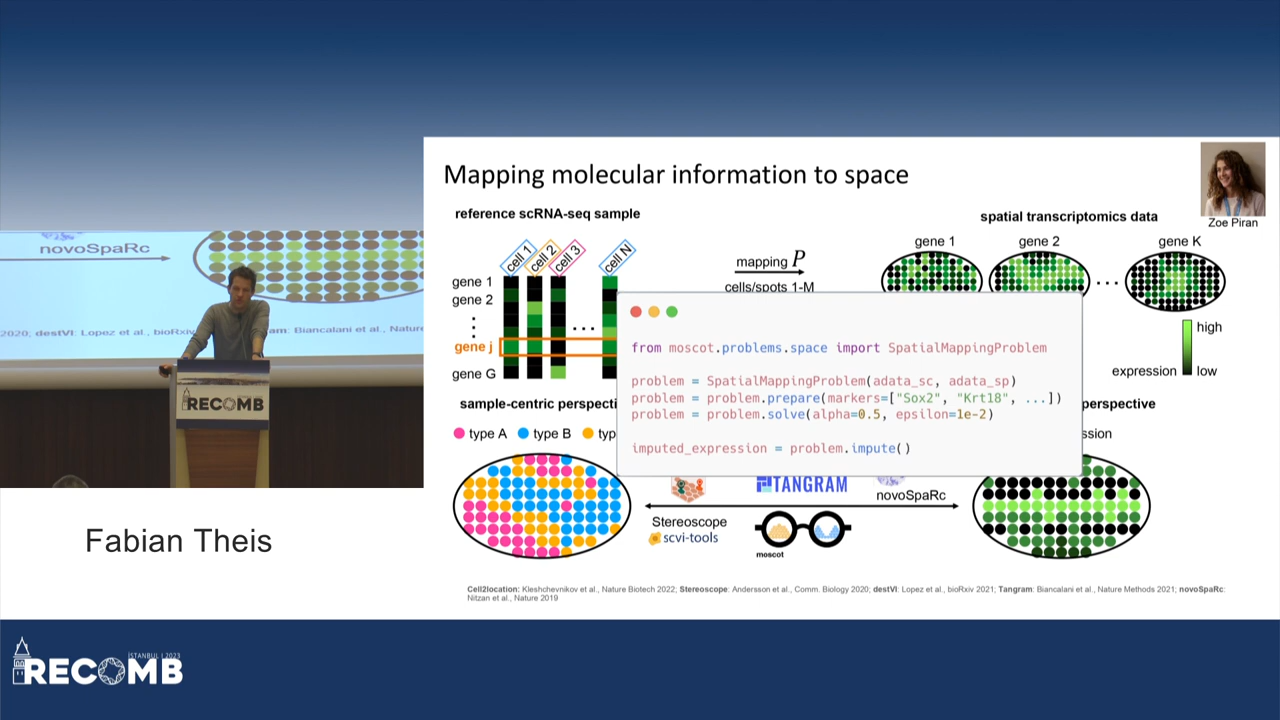 Mapping molecular information to space
Zoe Piran
reference scRNA-seq sample
spatial transcriptomics data
cell 1
cell 2
cell 3
cell N
gene 1
gene 2
gene j
gene G
mapping P
cells/spots 1-M
gene 1
gene 2
gene K
high
expression
low
from moscot.problems.space import SpatialMappingProblem
problem = SpatialMappingProblem(adata_sc, adata_sp)
problem = problem.prepare(markers=["Sox2", "Krt18", ...])
problem = problem.solve(alpha=0.5, epsilon=1e-2)
imputed_expression = problem.impute()
sample-centric perspecti
perspective
type A
type B
typ
ssion
Stereoscope
scvi-tools
TANGRAM
moscot
novoSpaRc
Cell2location: Kleshchevnikov et al., Nature Biotech 2022; Stereoscope: Andersson et al., Comm. Biology 2020; destVI: Lopez et al., bioRxiv 2021; Tangram: Biancalani et al., Nature Methods 2021; novoSpaRc:
Nitzan et al., Nature 2019
novoSpaRc
2020; destVI: Lopez et al., bioRxiv
am: Biancalani et al., Nature
RECOMB
Fabian Theis
İSTANBUL | 2023
RECOMB